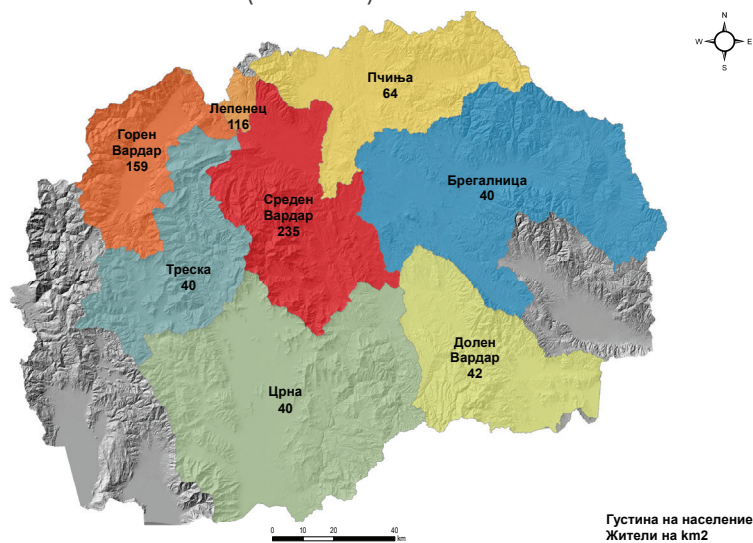 N
W E
S
Пчиња
64
Лепенец
116
Горен
Вардар
159
Брегалница
40
Среден
Вардар
235
Треска
40
Долен
Вардар
42
Црна
40
0 10 20 40
km
Густина на население
Жители на km2